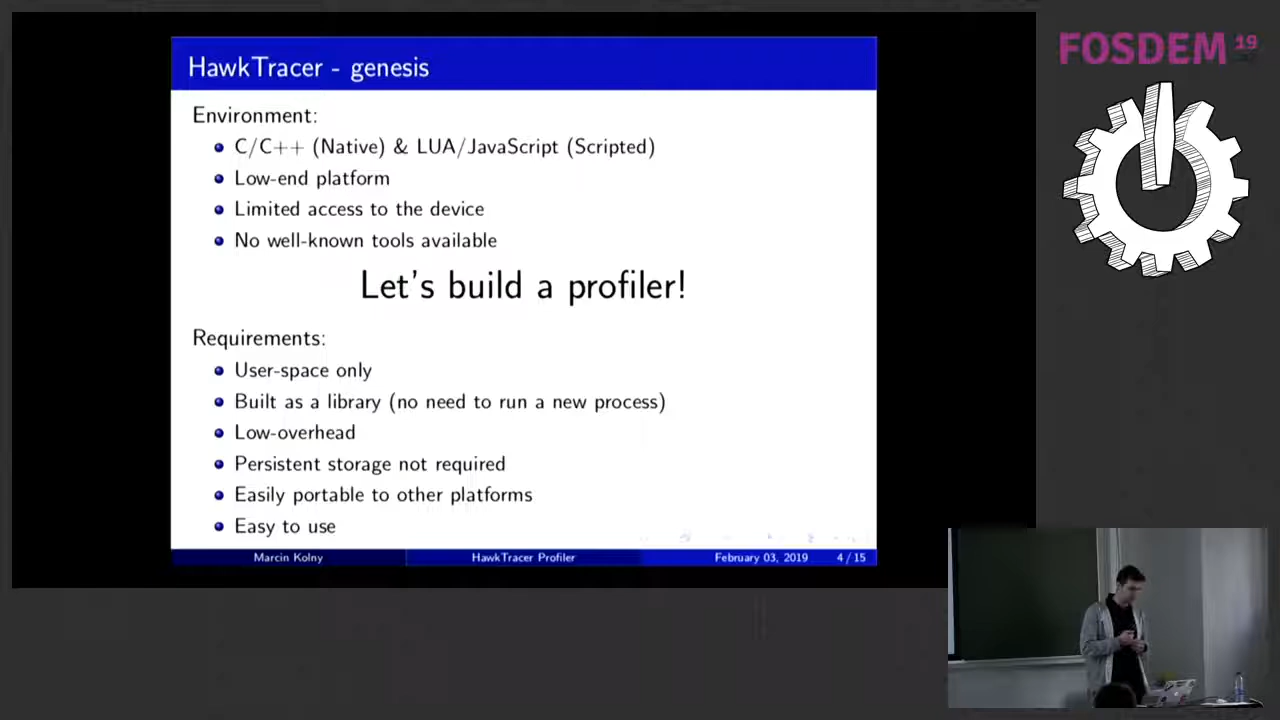 HawkTracer - genesis
FOSDEM 19
Environment:
C/C++ (Native) & LUA/JavaScript (Scripted)
Low-end platform
Limited access to the device
No well-known tools available
Let's build a profiler!
Requirements:
User-space only
Built as a library (no need to run a new process)
Low-overhead
Persistent storage not required
Easily portable to other platforms
Easy to use
Marcin Kolny HawkTracer Profiler February 03, 2019 4 / 15